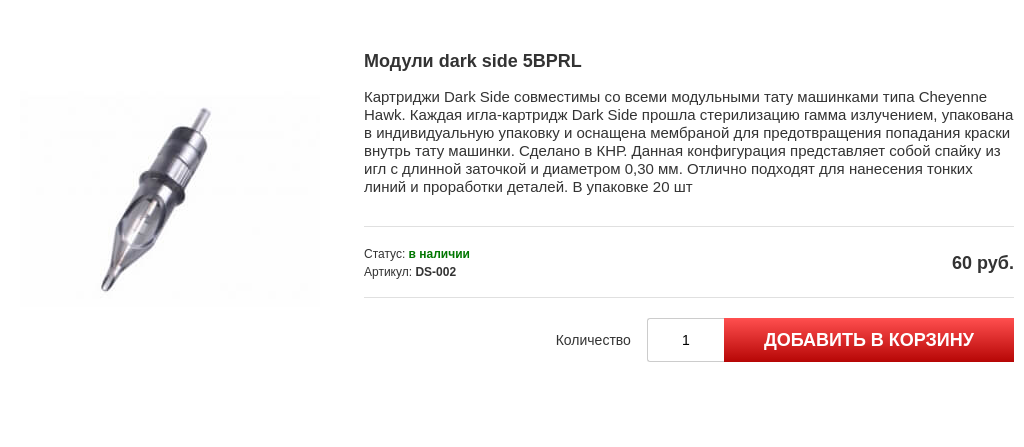 Модули dark side 5BPRL
Картриджи Dark Side совместимы со всеми модульными тату машинками типа Cheyenne
Hawk. Каждая игла-картридж Dark Side прошла стерилизацию гамма излучением, упакована
в индивидуальную упаковку и оснащена мембраной для предотвращения попадания краски
внутрь тату машинки. Сделано в КНР. Данная конфигурация представляет собой спайку из
игл с длинной заточкой и диаметром 0,30 мм. Отлично подходят для нанесения тонких
линий и проработки деталей. В упаковке 20 шт
Статус: в наличии
Артикул: DS-002
60 руб.
Количество 1 ДОБАВИТЬ В КОРЗИНУ